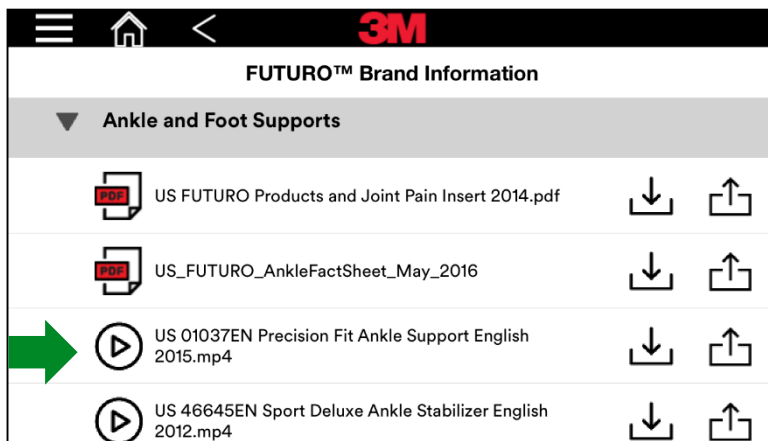 3M
FUTURO™ Brand Information
Ankle and Foot Supports
PDF
US FUTURO Products and Joint Pain Insert 2014.pdf
PDF
US_FUTURO_AnkleFactSheet_May_2016
US 01037EN Precision Fit Ankle Support English
2015.mp4
US 46645EN Sport Deluxe Ankle Stabilizer English
2012.mp4